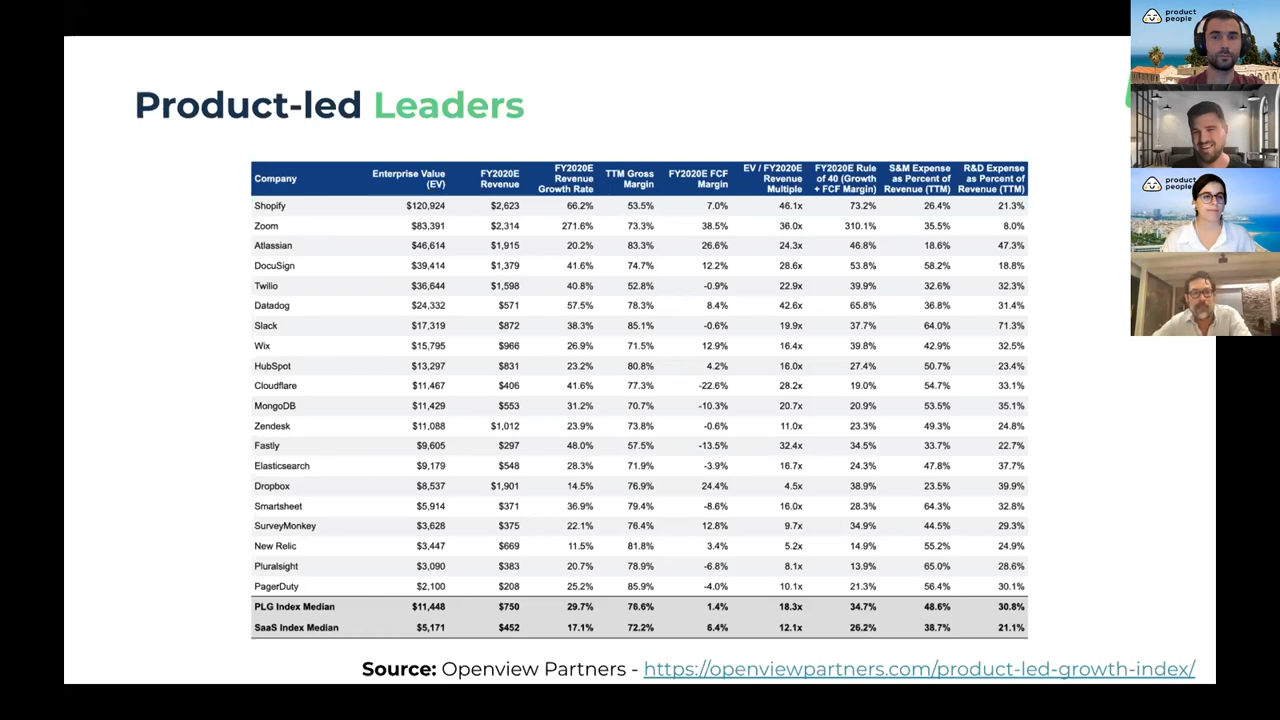 Product-led Leaders
Company Enterprise Value (EV) FY2020E Revenue FY2020E Revenue Growth Rate TTM Gross Margin FY2020E FCF Margin EV / FY2020E Revenue Multiple FY2020E Rule of 40 (Growth + FCF Margin) S&M Expense as Percent of Revenue (TTM) R&D Expense as Percent of Revenue (TTM)
Shopify $120,924 $2,623 66.2% 53.5% 7.0% 46.1x 73.2% 26.4% 21.3%
Zoom $83,391 $2,314 271.6% 73.3% 38.5% 36.0x 310.1% 35.5% 8.0%
Atlassian $46,614 $1,915 20.2% 83.3% 26.6% 24.3x 46.8% 18.6% 47.3%
DocuSign $39,414 $1,379 41.6% 74.7% 12.2% 28.6x 53.8% 58.2% 18.8%
Twilio $36,644 $1,598 40.8% 52.8% -0.9% 22.9x 39.9% 32.6% 32.3%
Datadog $24,332 $571 57.5% 78.3% 8.4% 42.6x 65.8% 36.8% 31.4%
Slack $17,319 $872 38.3% 85.1% -0.6% 19.9x 37.7% 64.0% 71.3%
Wix $15,795 $966 26.9% 71.5% 12.9% 16.4x 39.8% 42.9% 32.5%
HubSpot $13,297 $831 23.2% 80.8% 4.2% 16.0x 27.4% 50.7% 23.4%
Cloudflare $11,467 $406 41.6% 77.3% -22.6% 28.2x 19.0% 54.7% 33.1%
MongoDB $11,429 $553 31.2% 70.7% -10.3% 20.7x 20.9% 53.5% 35.1%
Zendesk $11,088 $1,012 23.9% 73.8% -0.6% 11.0x 23.3% 49.3% 24.8%
Fastly $9,605 $297 48.0% 57.5% -13.5% 32.4x 34.5% 33.7% 22.7%
Elasticsearch $9,179 $548 28.3% 71.9% -3.9% 16.7x 24.3% 47.8% 37.7%
Dropbox $8,537 $1,901 14.5% 76.9% 24.4% 4.5x 38.9% 23.5% 39.9%
Smartsheet $5,914 $371 36.9% 79.4% -8.6% 16.0x 28.3% 64.3% 32.8%
SurveyMonkey $3,628 $375 22.1% 76.4% 12.8% 9.7x 34.9% 44.5% 29.3%
New Relic $3,447 $669 11.5% 81.8% 3.4% 5.2x 14.9% 55.2% 24.9%
Pluralsight $3,090 $383 20.7% 78.9% -6.8% 8.1x 13.9% 65.0% 28.6%
PagerDuty $2,100 $208 25.2% 85.9% -4.0% 10.1x 21.3% 56.4% 30.1%
PLG Index Median $11,448 $750 29.7% 76.6% 1.4% 18.3x 34.7% 48.6% 30.8%
SaaS Index Median $5,171 $452 17.1% 72.2% 6.4% 12.1x 26.2% 38.7% 21.1%
Source: Openview Partners - https://openviewpartners.com/product-led-growth-index/
product
people
product
people